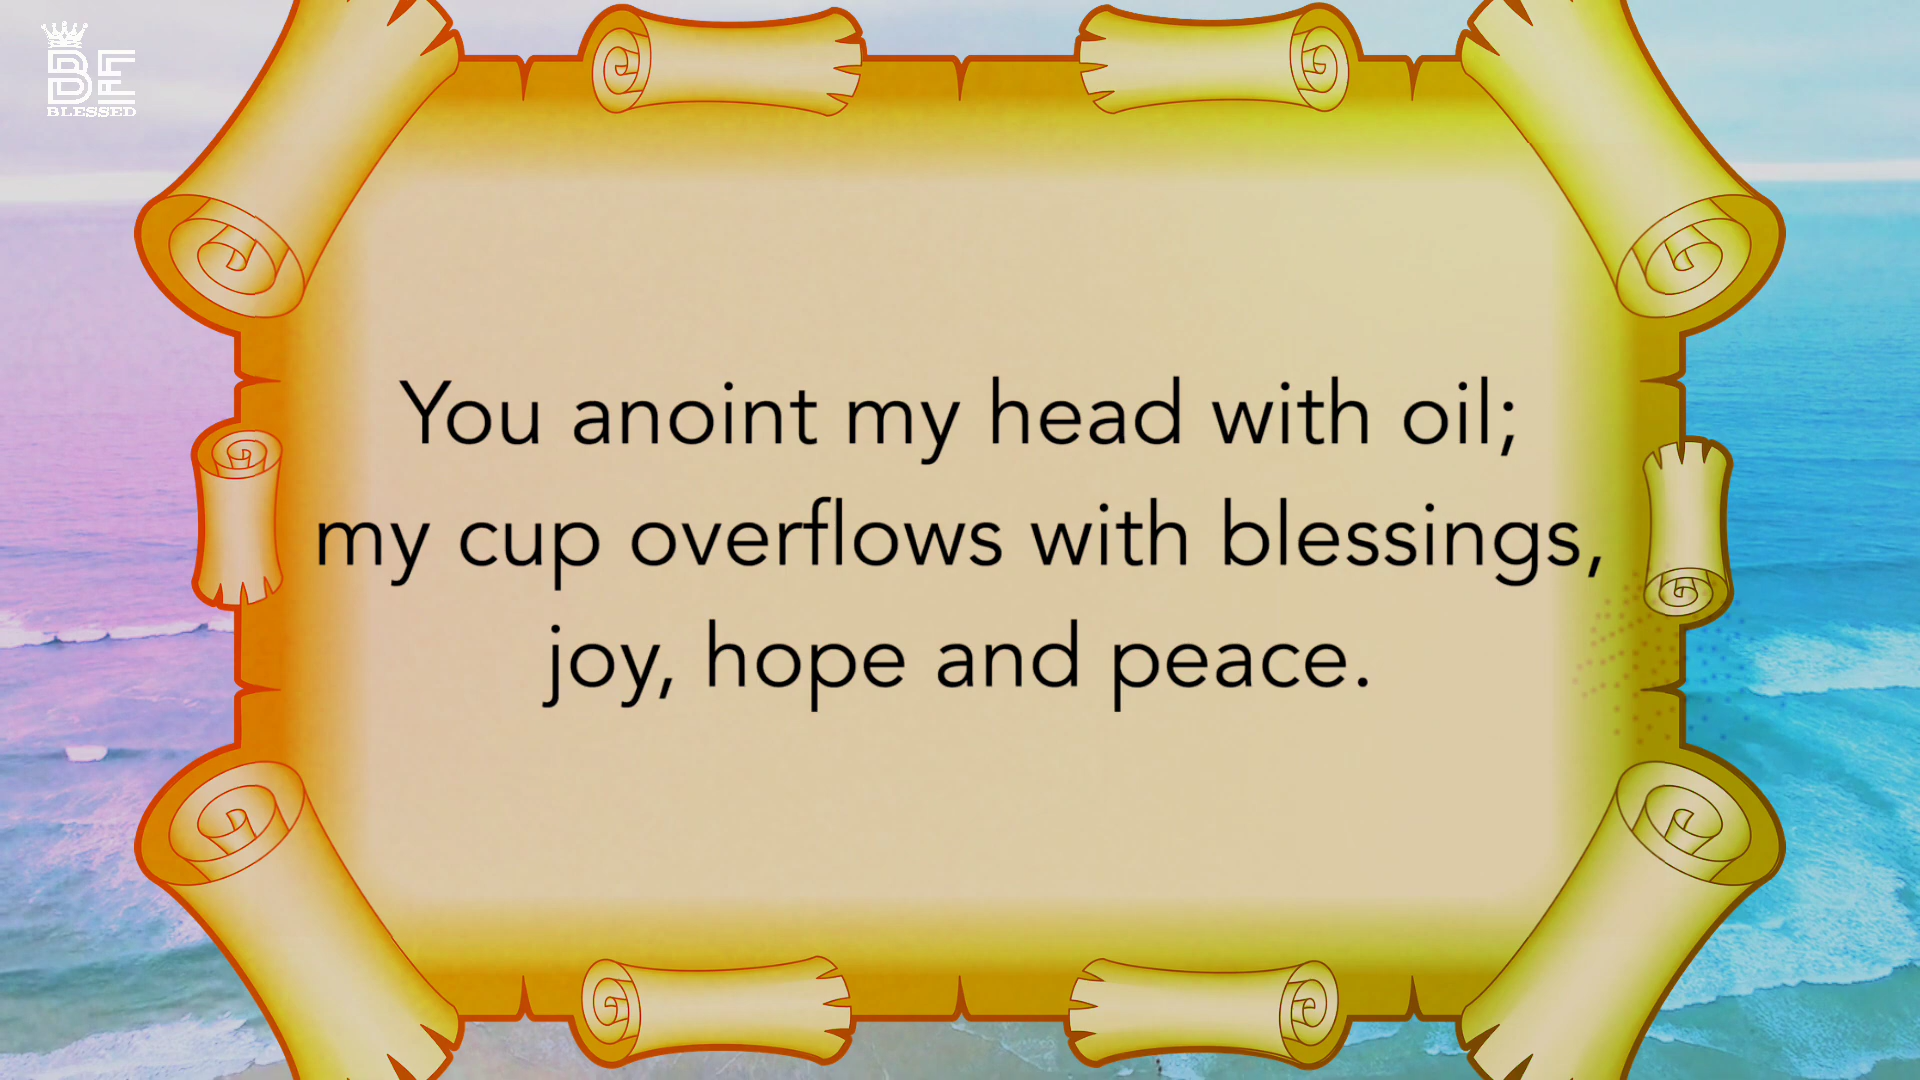 BE
BLESSED
You anoint my head with oil;
my cup overflows with blessings,
joy, hope and peace.